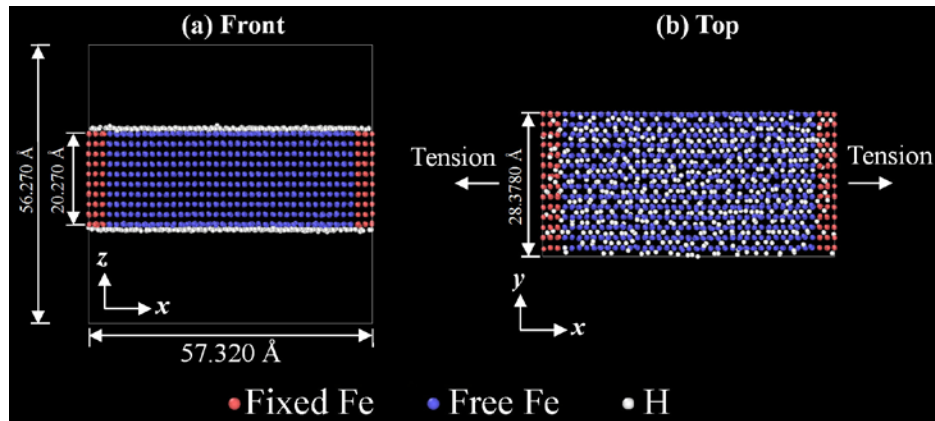 (a) Front
(b) Top
56.270 Å
20.270 Å
z
x
57.320 Å
Tension
Tension
28.3780 Å
y
x
Fixed Fe
Free Fe
H